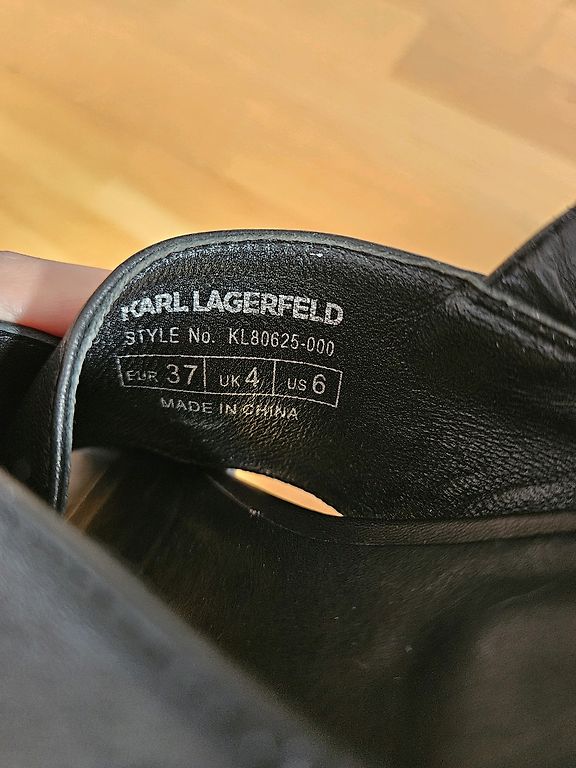 KARL LAGERFELD
STYLE No. KL80625-000
EUR 37 UK 4 US 6
MADE IN CHINA